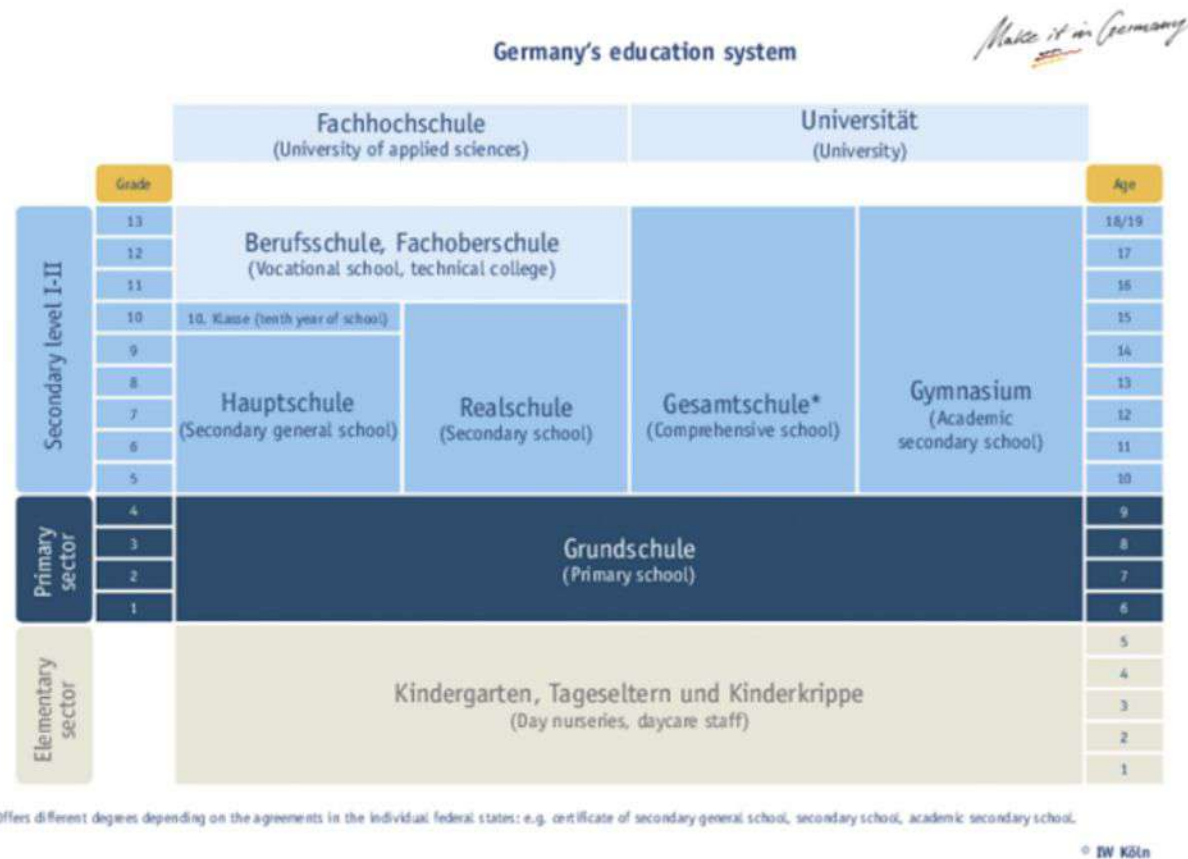 Make it in Germany
Germany's education system
Fachhochschule
(University of applied sciences)
Universität
(University)
Grade
Age
Secondary level I-II
13
12
11
10
9
8
7
6
5
Berufsschule, Fachoberschule
(Vocational school, technical college)
10. Klasse (tenth year of school)
Hauptschule
(Secondary general school)
Realschule
(Secondary school)
Gesamtschule*
(Comprehensive school)
Gymnasium
(Academic
secondary school)
18/19
17
16
15
14
13
12
11
10
Primary
sector
4
3
2
1
Grundschule
(Primary school)
9
8
7
6
Elementary
sector
Kindergarten, Tageseltern und Kinderkrippe
(Day nurseries, daycare staff)
5
4
3
2
1
Offers different degrees depending on the agreements in the individual federal states: e.g. certificate of secondary general school, secondary school, academic secondary school.
© IW Köln